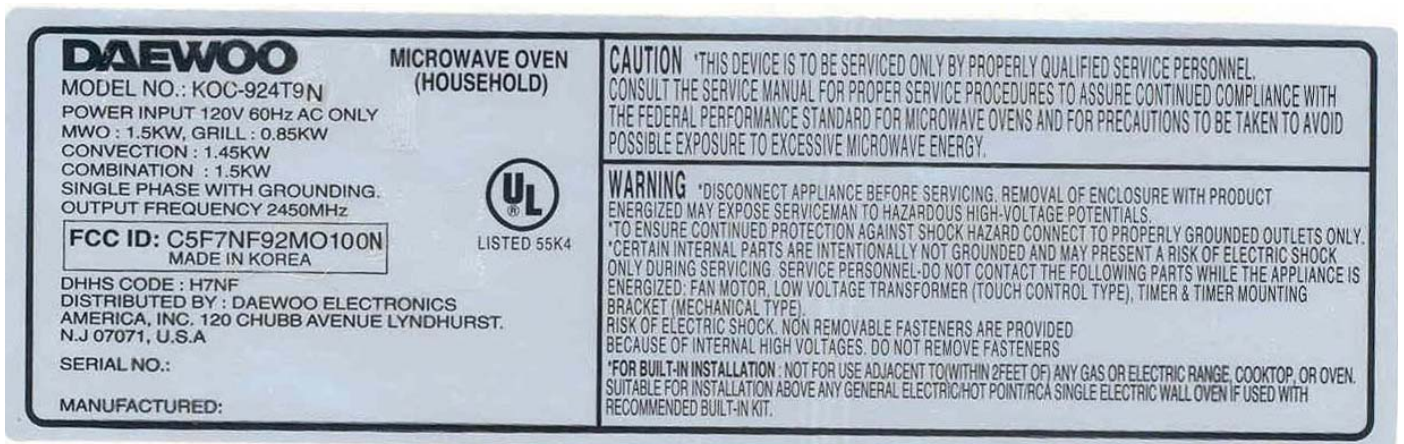 DAEWOO
MICROWAVE OVEN
(HOUSEHOLD)
MODEL NO.: KOC-924T9N
POWER INPUT 120V 60Hz AC ONLY
MWO : 1.5KW, GRILL : 0.85KW
CONVECTION : 1.45KW
COMBINATION : 1.5KW
SINGLE PHASE WITH GROUNDING.
OUTPUT FREQUENCY 2450MHz
UL
®
LISTED 55K4
FCC ID: C5F7NF92MO100N
MADE IN KOREA
DHHS CODE : H7NF
DISTRIBUTED BY : DAEWOO ELECTRONICS
AMERICA, INC. 120 CHUBB AVENUE LYNDHURST.
N.J 07071, U.S.A
SERIAL NO.:
MANUFACTURED:
CAUTION *THIS DEVICE IS TO BE SERVICED ONLY BY PROPERLY QUALIFIED SERVICE PERSONNEL.
CONSULT THE SERVICE MANUAL FOR PROPER SERVICE PROCEDURES TO ASSURE CONTINUED COMPLIANCE WITH
THE FEDERAL PERFORMANCE STANDARD FOR MICROWAVE OVENS AND FOR PRECAUTIONS TO BE TAKEN TO AVOID
POSSIBLE EXPOSURE TO EXCESSIVE MICROWAVE ENERGY.
WARNING *DISCONNECT APPLIANCE BEFORE SERVICING. REMOVAL OF ENCLOSURE WITH PRODUCT
ENERGIZED MAY EXPOSE SERVICEMAN TO HAZARDOUS HIGH-VOLTAGE POTENTIALS.
*TO ENSURE CONTINUED PROTECTION AGAINST SHOCK HAZARD CONNECT TO PROPERLY GROUNDED OUTLETS ONLY.
*CERTAIN INTERNAL PARTS ARE INTENTIONALLY NOT GROUNDED AND MAY PRESENT A RISK OF ELECTRIC SHOCK
ONLY DURING SERVICING. SERVICE PERSONNEL-DO NOT CONTACT THE FOLLOWING PARTS WHILE THE APPLIANCE IS
ENERGIZED: FAN MOTOR, LOW VOLTAGE TRANSFORMER (TOUCH CONTROL TYPE), TIMER & TIMER MOUNTING
BRACKET (MECHANICAL TYPE).
RISK OF ELECTRIC SHOCK. NON REMOVABLE FASTENERS ARE PROVIDED
BECAUSE OF INTERNAL HIGH VOLTAGES. DO NOT REMOVE FASTENERS
*FOR BUILT-IN INSTALLATION : NOT FOR USE ADJACENT TO(WITHIN 2FEET OF) ANY GAS OR ELECTRIC RANGE, COOKTOP, OR OVEN.
SUITABLE FOR INSTALLATION ABOVE ANY GENERAL ELECTRIC/HOT POINT/RCA SINGLE ELECTRIC WALL OVEN IF USED WITH
RECOMMENDED BUILT-IN KIT.